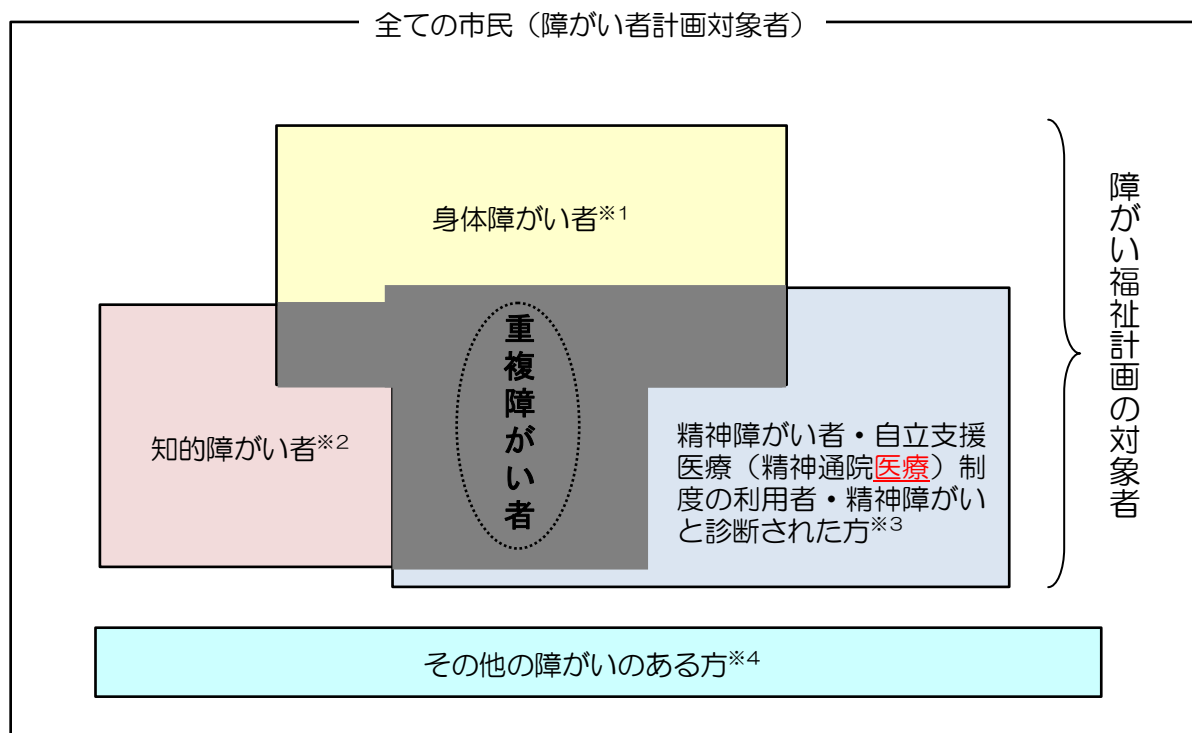 全ての市民（障がい者計画対象者）
身体障がい者※1
障がい福祉計画の対象者
重複障がい者
知的障がい者※2
精神障がい者・自立支援
医療（精神通院医療）制
度の利用者・精神障がい
と診断された方※3
その他の障がいのある方※4